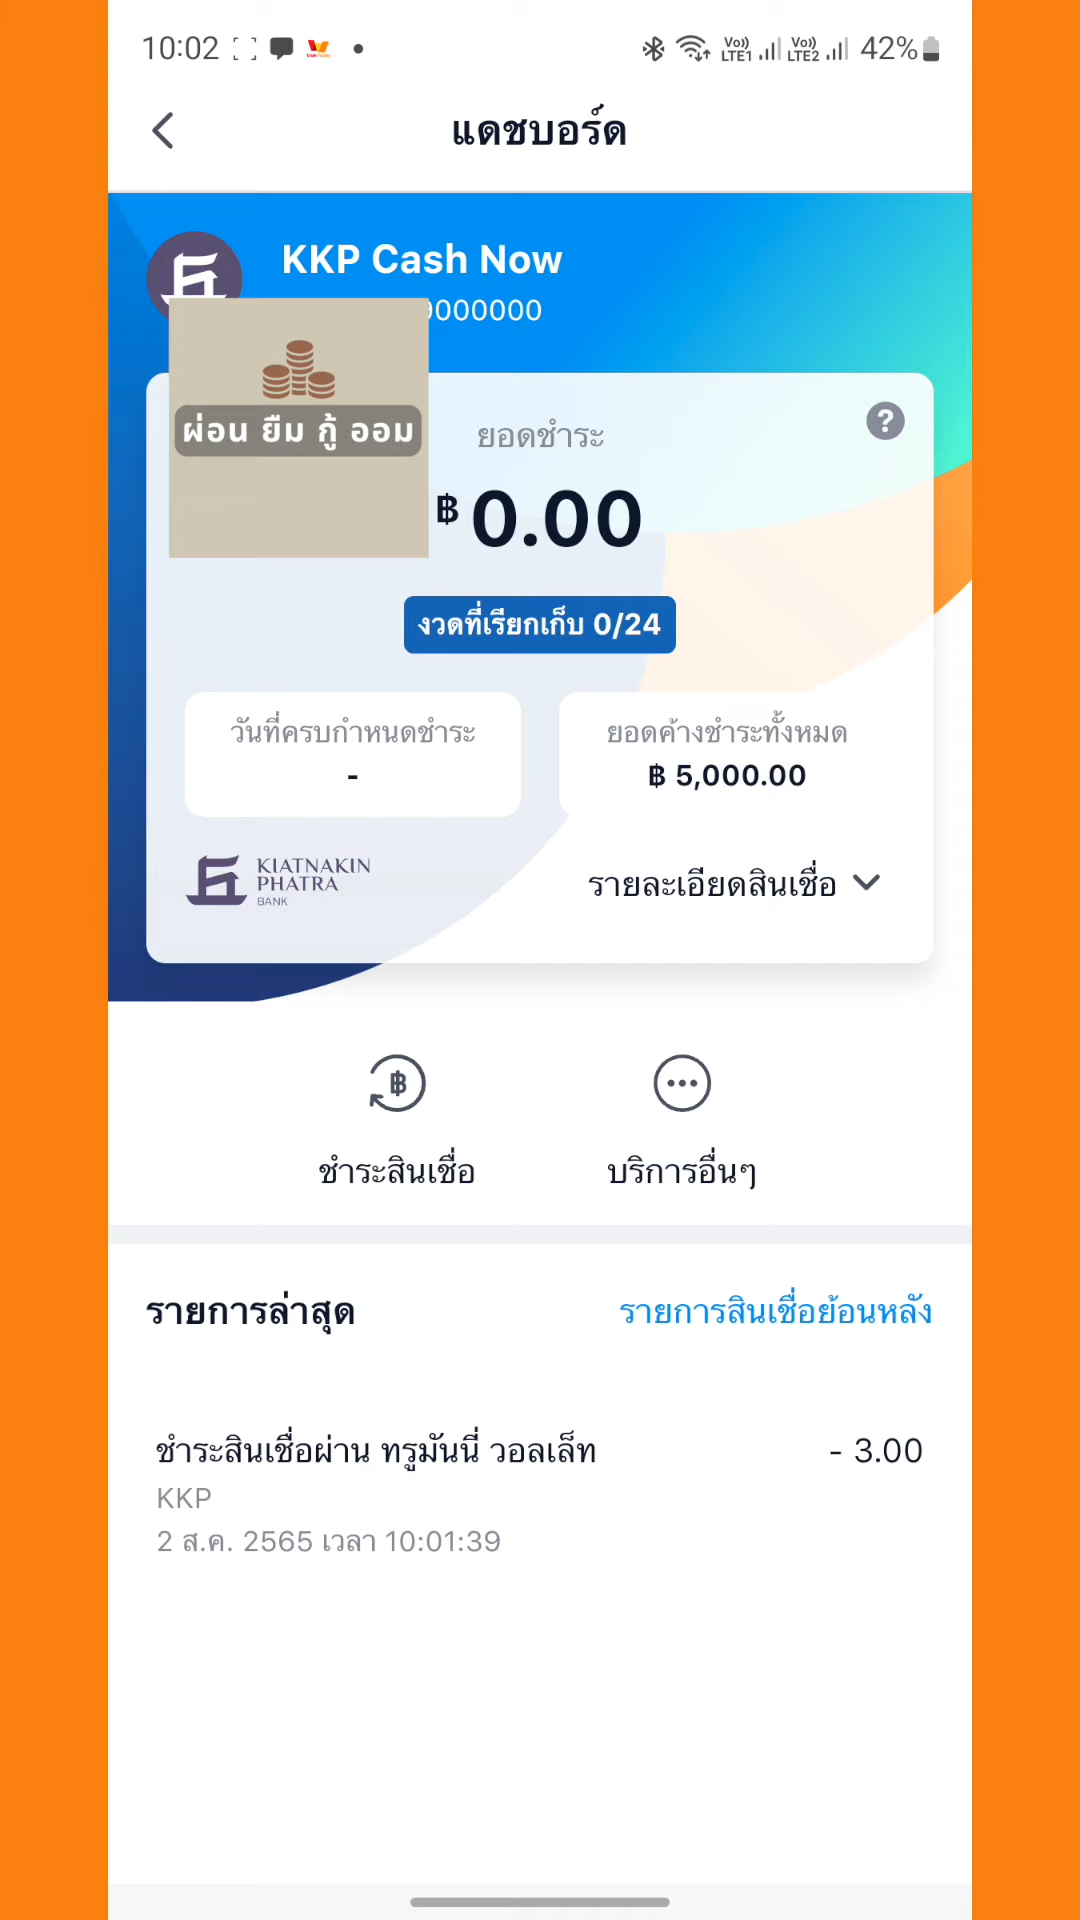 10:02
Vo)) LTE1 Vo)) LTE2 42%
แดชบอร์ด
KKP Cash Now
000000
ผ่อน ยืม กู้ ออม
ยอดชำระ
?
฿ 0.00
งวดที่เรียกเก็บ 0/24
วันที่ครบกำหนดชำระ
-
ยอดค้างชำระทั้งหมด
฿ 5,000.00
KIATNAKIN
PHATRA
BANK
รายละเอียดสินเชื่อ
฿
ชำระสินเชื่อ
บริการอื่นๆ
รายการล่าสุด
รายการสินเชื่อย้อนหลัง
ชำระสินเชื่อผ่าน ทรูมันนี่ วอลเล็ท
- 3.00
KKP
2 ส.ค. 2565 เวลา 10:01:39